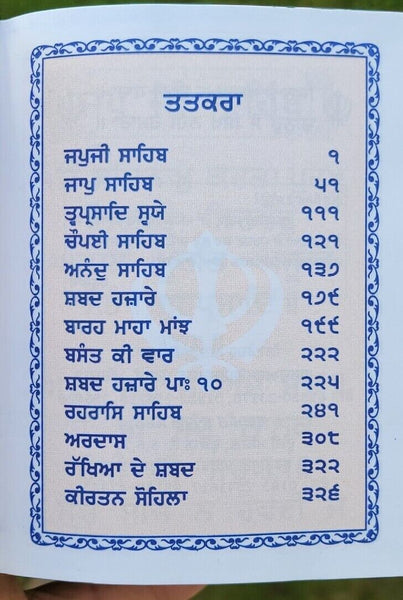 ਤਤਕਰਾ
ਜਪੁਜੀ ਸਾਹਿਬ ੧
ਜਾਪੁ ਸਾਹਿਬ ੫੧
ਤ੍ਵਪ੍ਰਸਾਦਿ ਸ੍ਵਯੇ ੧੧੧
ਚੌਪਈ ਸਾਹਿਬ ੧੨੧
ਅਨੰਦੁ ਸਾਹਿਬ ੧੩੭
ਸ਼ਬਦ ਹਜ਼ਾਰੇ ੧੭੯
ਬਾਰਹ ਮਾਹਾ ਮਾਂਝ ੧੯੯
ਬਸੰਤ ਕੀ ਵਾਰ ੨੨੨
ਸ਼ਬਦ ਹਜ਼ਾਰੇ ਪਾਃ ੧੦ ੨੨੫
ਰਹਰਾਸਿ ਸਾਹਿਬ ੨੪੧
ਅਰਦਾਸ ੩੦੮
ਰੱਖਿਆ ਦੇ ਸ਼ਬਦ ੩੨੨
ਕੀਰਤਨ ਸੋਹਿਲਾ ੩੨੬